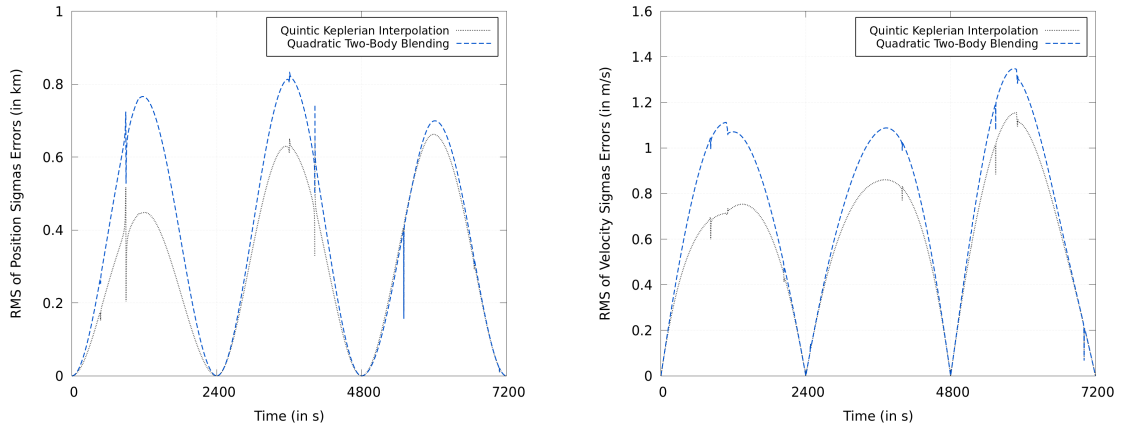 RMS of Position Sigmas Errors (in km)
1
0.8
0.6
0.4
0.2
0
Quintic Keplerian Interpolation
Quadratic Two-Body Blending
0 2400 4800 7200
Time (in s)
RMS of Velocity Sigmas Errors (in m/s)
1.6
1.4
1.2
1
0.8
0.6
0.4
0.2
0
Quintic Keplerian Interpolation
Quadratic Two-Body Blending
0 2400 4800 7200
Time (in s)